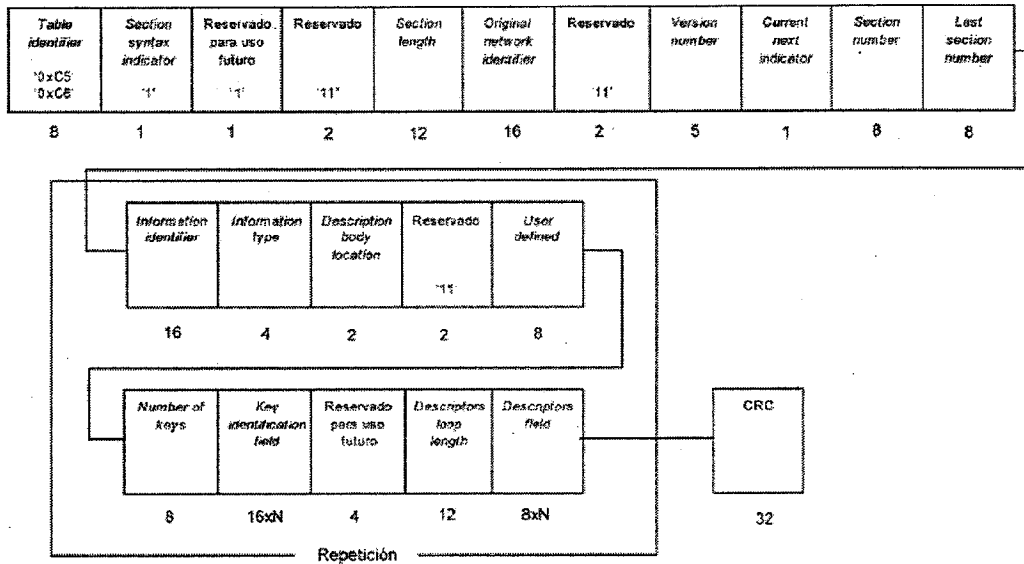 Table identifier '0xC5' '0xC6'
Section syntax indicator '1'
Reservado para uso futuro '1'
Reservado '11'
Section length
Original network identifier
Reservado '11'
Version number
Current next indicator
Section number
Last section number
8 1 1 2 12 16 2 5 1 8 8
Information identifier
Information type
Description body location
Reservado '11'
User defined
16 4 2 2 8
Number of keys
Key identification field
Reservado para uso futuro
Descriptors loop length
Descriptors field
CRC
8 16xN 4 12 8xN 32
Repetición